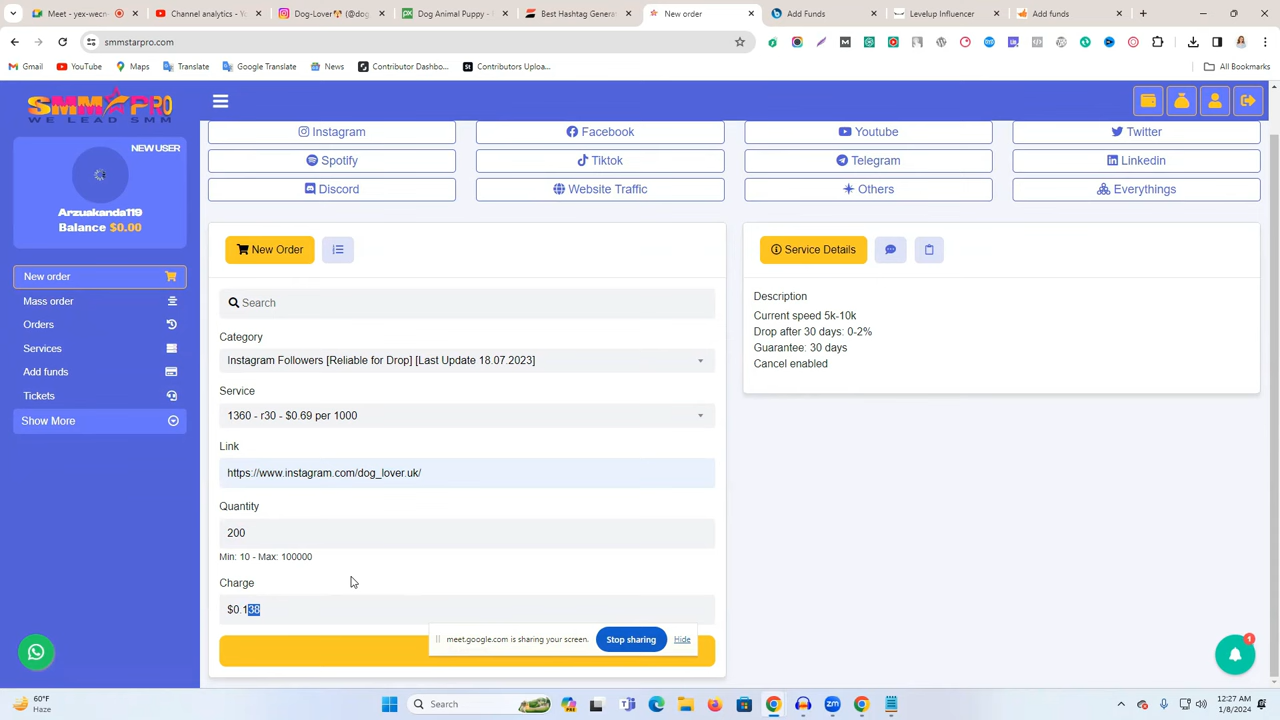 Meet - yex-eccz
Channel analytics - Y
Dog-Lover🐕 (@dog
Dog Animal Puppy -
Best Hashtag Genera
New order
Add Funds
Levelup Influencer
Add funds
smmstarpro.com
Gmail
YouTube
Maps
Translate
Google Translate
News
Contributor Dashbo...
Contributors Uploa...
All Bookmarks
SMM PRO
WE LEAD SMM
NEW USER
Arzuakanda119
Balance $0.00
New order
Mass order
Orders
Services
Add funds
Tickets
Show More
Instagram
Facebook
Youtube
Twitter
Spotify
Tiktok
Telegram
Linkedin
Discord
Website Traffic
Others
Everythings
New Order
Search
Category
Instagram Followers [Reliable for Drop] [Last Update 18.07.2023]
Service
1360 - r30 - $0.69 per 1000
Link
https://www.instagram.com/dog_lover.uk/
Quantity
200
Min: 10 - Max: 100000
Charge
$0.138
Service Details
Description
Current speed 5k-10k
Drop after 30 days: 0-2%
Guarantee: 30 days
Cancel enabled
meet.google.com is sharing your screen.
Stop sharing
Hide
1
60°F
Haze
Search
12:27 AM
1/8/2024